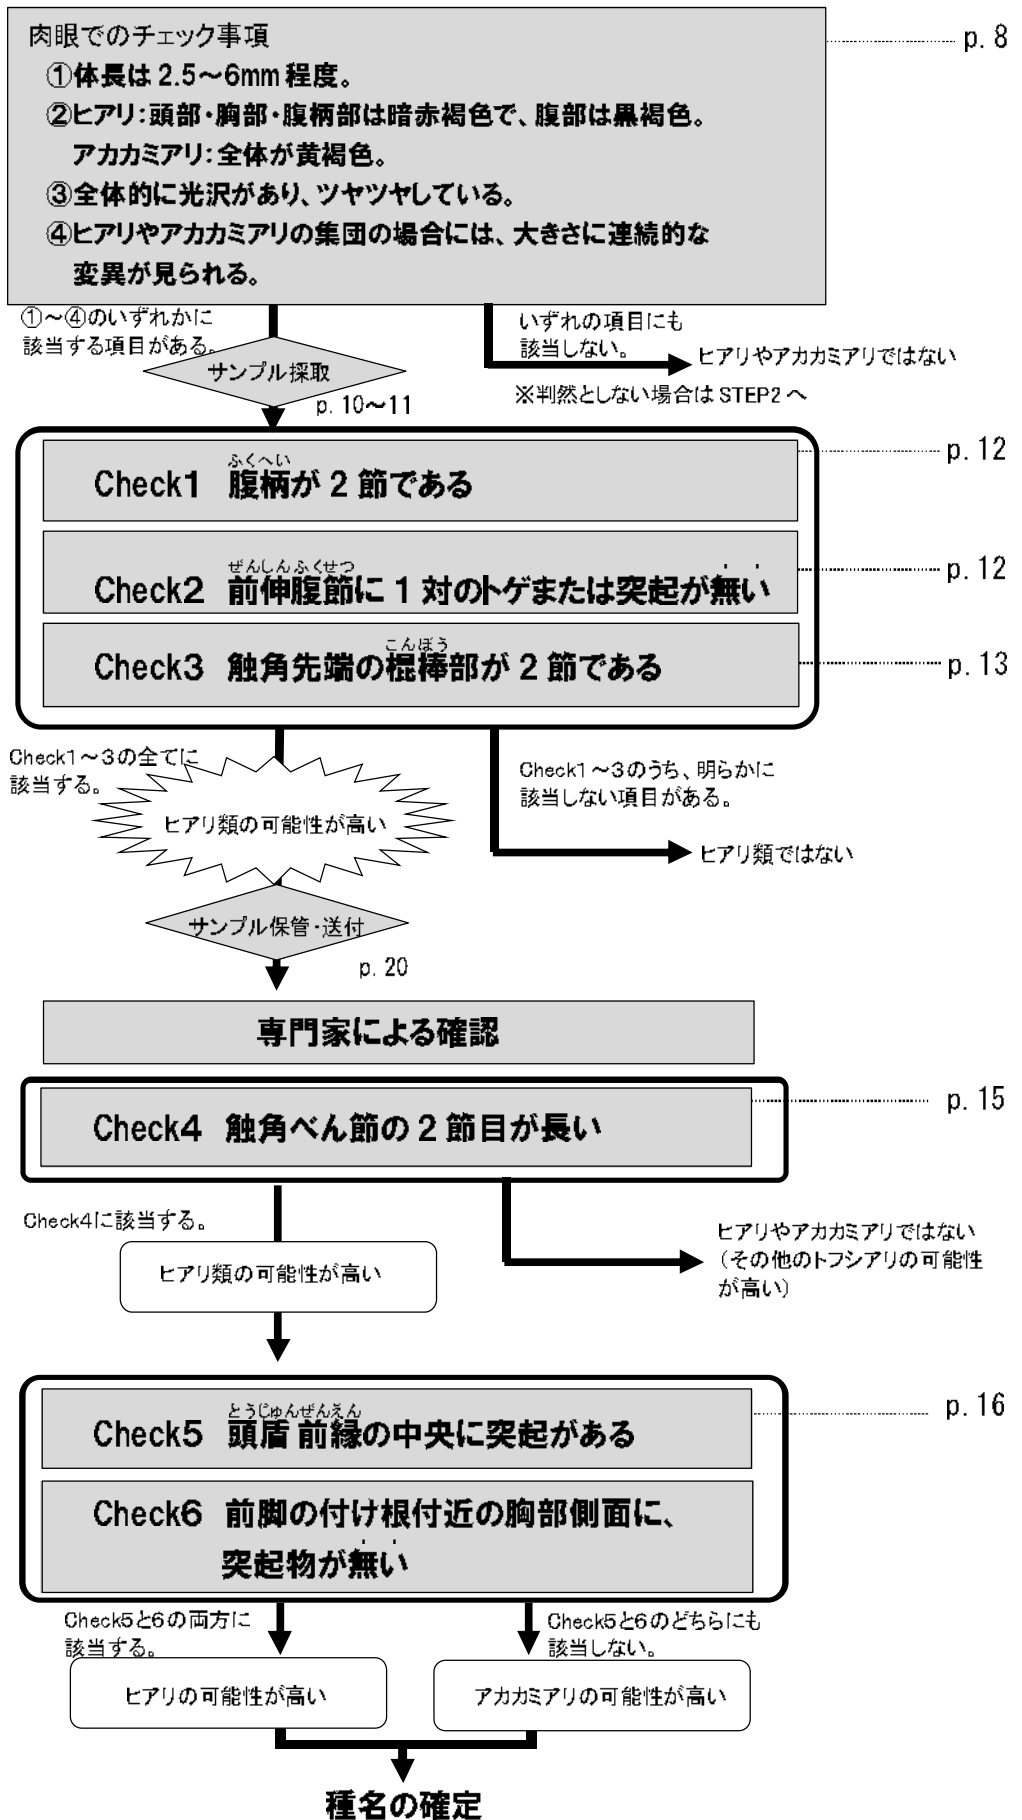 肉眼でのチェック事項
p. 8
①体長は 2.5～6mm 程度。
②ヒアリ：頭部・胸部・腹柄部は暗赤褐色で、腹部は黒褐色。
アカカミアリ：全体が黄褐色。
③全体的に光沢があり、ツヤツヤしている。
④ヒアリやアカカミアリの集団の場合には、大きさに連続的な
変異が見られる。
①～④のいずれかに
該当する項目がある。
いずれの項目にも
該当しない。
ヒアリやアカカミアリではない
サンプル採取
※判然としない場合は STEP2 へ
p. 10～11
ふくへい
Check1 腹柄が 2 節である
p. 12
ぜんしんふくせつ
Check2 前伸腹節に 1 対のトゲまたは突起が無い
p. 12
こんぼう
Check3 触角先端の棍棒部が 2 節である
p. 13
Check1～3の全てに
該当する。
Check1～3のうち、明らかに
該当しない項目がある。
ヒアリ類の可能性が高い
ヒアリ類ではない
サンプル保管・送付
p. 20
専門家による確認
Check4 触角べん節の 2 節目が長い
p. 15
Check4に該当する。
ヒアリやアカカミアリではない
（その他のトフシアリの可能性
が高い）
ヒアリ類の可能性が高い
とうじゅんぜんえん
Check5 頭盾前縁の中央に突起がある
p. 16
Check6 前脚の付け根付近の胸部側面に、
突起物が無い
Check5と6の両方に
該当する。
Check5と6のどちらにも
該当しない。
ヒアリの可能性が高い
アカカミアリの可能性が高い
種名の確定